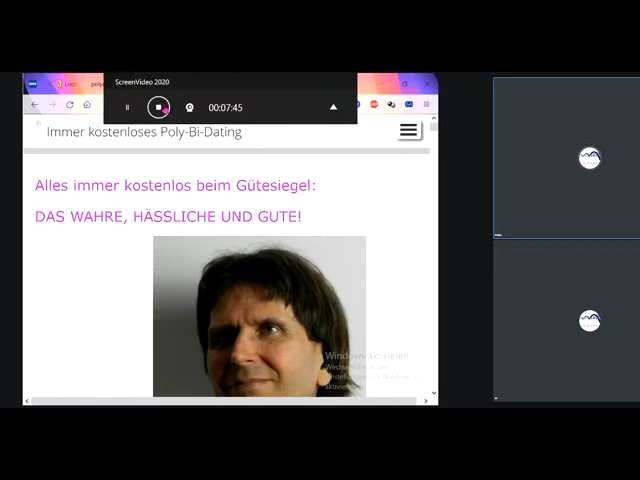 ScreenVideo 2020
00:07:45
Immer kostenloses Poly-Bi-Dating
Alles immer kostenlos beim Gütesiegel:
DAS WAHRE, HÄSSLICHE UND GUTE!
Windows aktivieren
aktivieren